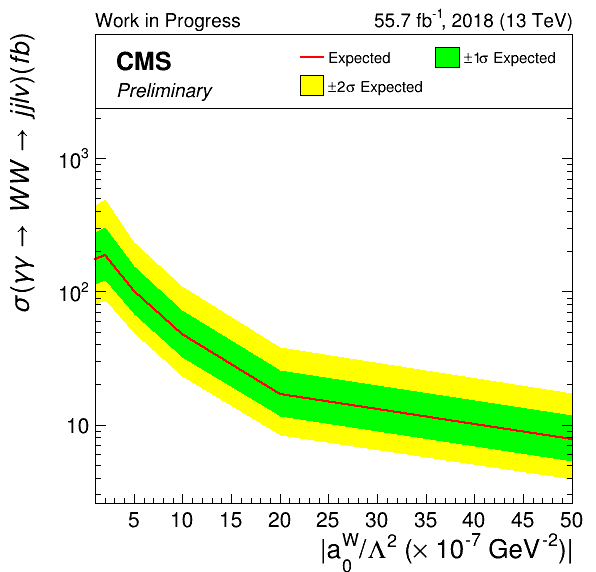 Work in Progress 55.7 fb⁻¹, 2018 (13 TeV)
CMS
Preliminary
Expected
±1σ Expected
±2σ Expected
σ(γγ → WW → jjlν)(fb)
10³
10²
10
5 10 15 20 25 30 35 40 45 50
|a₀ᵂ/Λ² (× 10⁻⁷ GeV⁻²)|